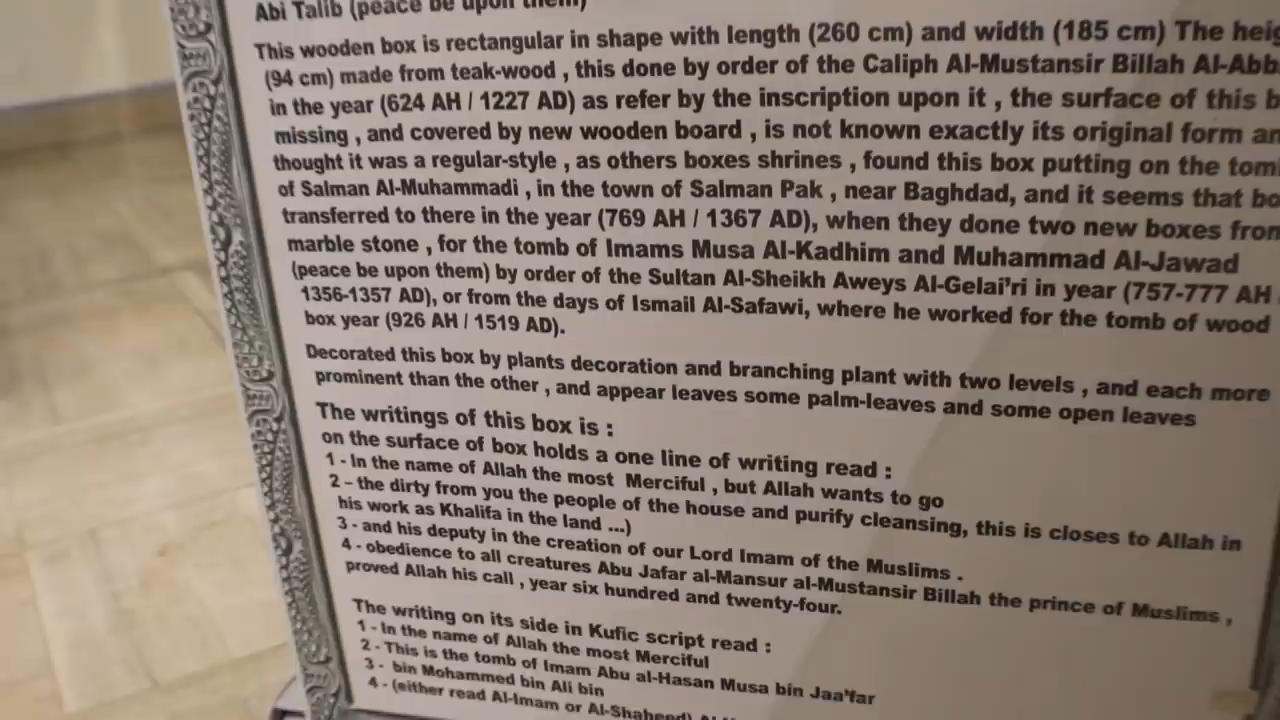 Abi Talib (peace be upon them)
This wooden box is rectangular in shape with length (260 cm) and width (185 cm) The
(94 cm) made from teak-wood , this done by order of the Caliph Al-Mustansir Billah
in the year (624 AH / 1227 AD) as refer by the inscription upon it , the surface of this
missing , and covered by new wooden board , is not known exactly its original form
thought it was a regular-style , as others boxes shrines , found this box putting on the
of Salman Al-Muhammadi , in the town of Salman Pak , near Baghdad, and it seems that
transferred to there in the year (769 AH / 1367 AD), when they done two new boxes
marble stone , for the tomb of Imams Musa Al-Kadhim and Muhammad Al-Jawad
(peace be upon them) by order of the Sultan Al-Sheikh Aweys Al-Gelai'ri in year (757-777 AH
1356-1357 AD), or from the days of Ismail Al-Safawi, where he worked for the tomb of wood
box year (926 AH / 1519 AD).
Decorated this box by plants decoration and branching plant with two levels , and each more
prominent than the other , and appear leaves some palm-leaves and some open leaves
The writings of this box is :
on the surface of box holds a one line of writing read :
1 - In the name of Allah the most Merciful , but Allah wants to go
2 – the dirty from you the people of the house and purify cleansing, this is closes to Allah in
his work as Khalifa in the land ...)
3 - and his deputy in the creation of our Lord Imam of the Muslims .
4 - obedience to all creatures Abu Jafar al-Mansur al-Mustansir Billah the prince of Muslims ,
proved Allah his call , year six hundred and twenty-four.
The writing on its side in Kufic script read :
1 - In the name of Allah the most Merciful
2 - This is the tomb of Imam Abu al-Hasan Musa bin Jaa'far
3 - bin Mohammed bin Ali bin
4 - (either read Al-Imam or Al-Shaheed)